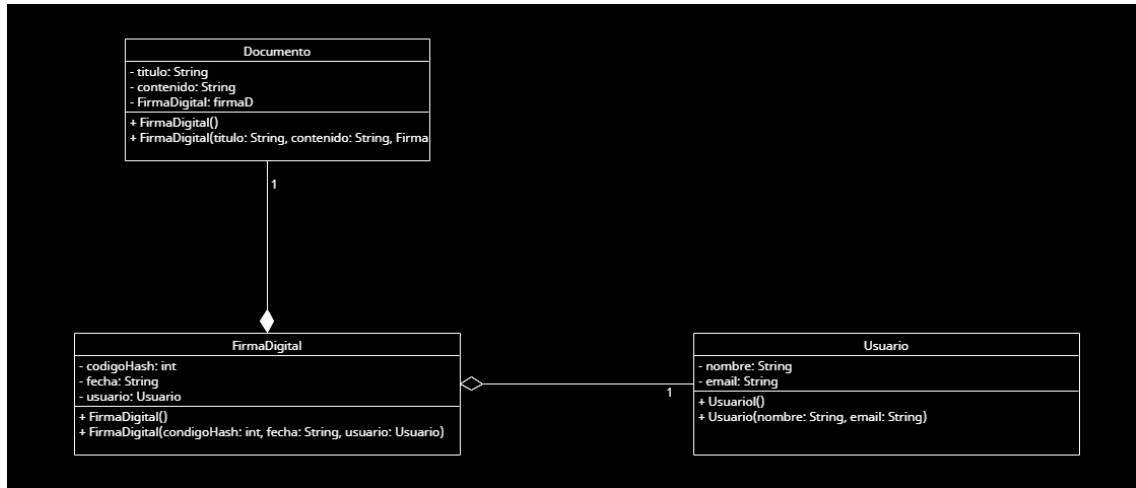 Documento
- titulo: String
- contenido: String
- FirmaDigital: firmaD
+ FirmaDigital()
+ FirmaDigital(titulo: String, contenido: String, Firma
1
FirmaDigital
- codigoHash: int
- fecha: String
- usuario: Usuario
+ FirmaDigital()
+ FirmaDigital(condigoHash: int, fecha: String, usuario: Usuario)
1
Usuario
- nombre: String
- email: String
+ Usuariol()
+ Usuario(nombre: String, email: String)